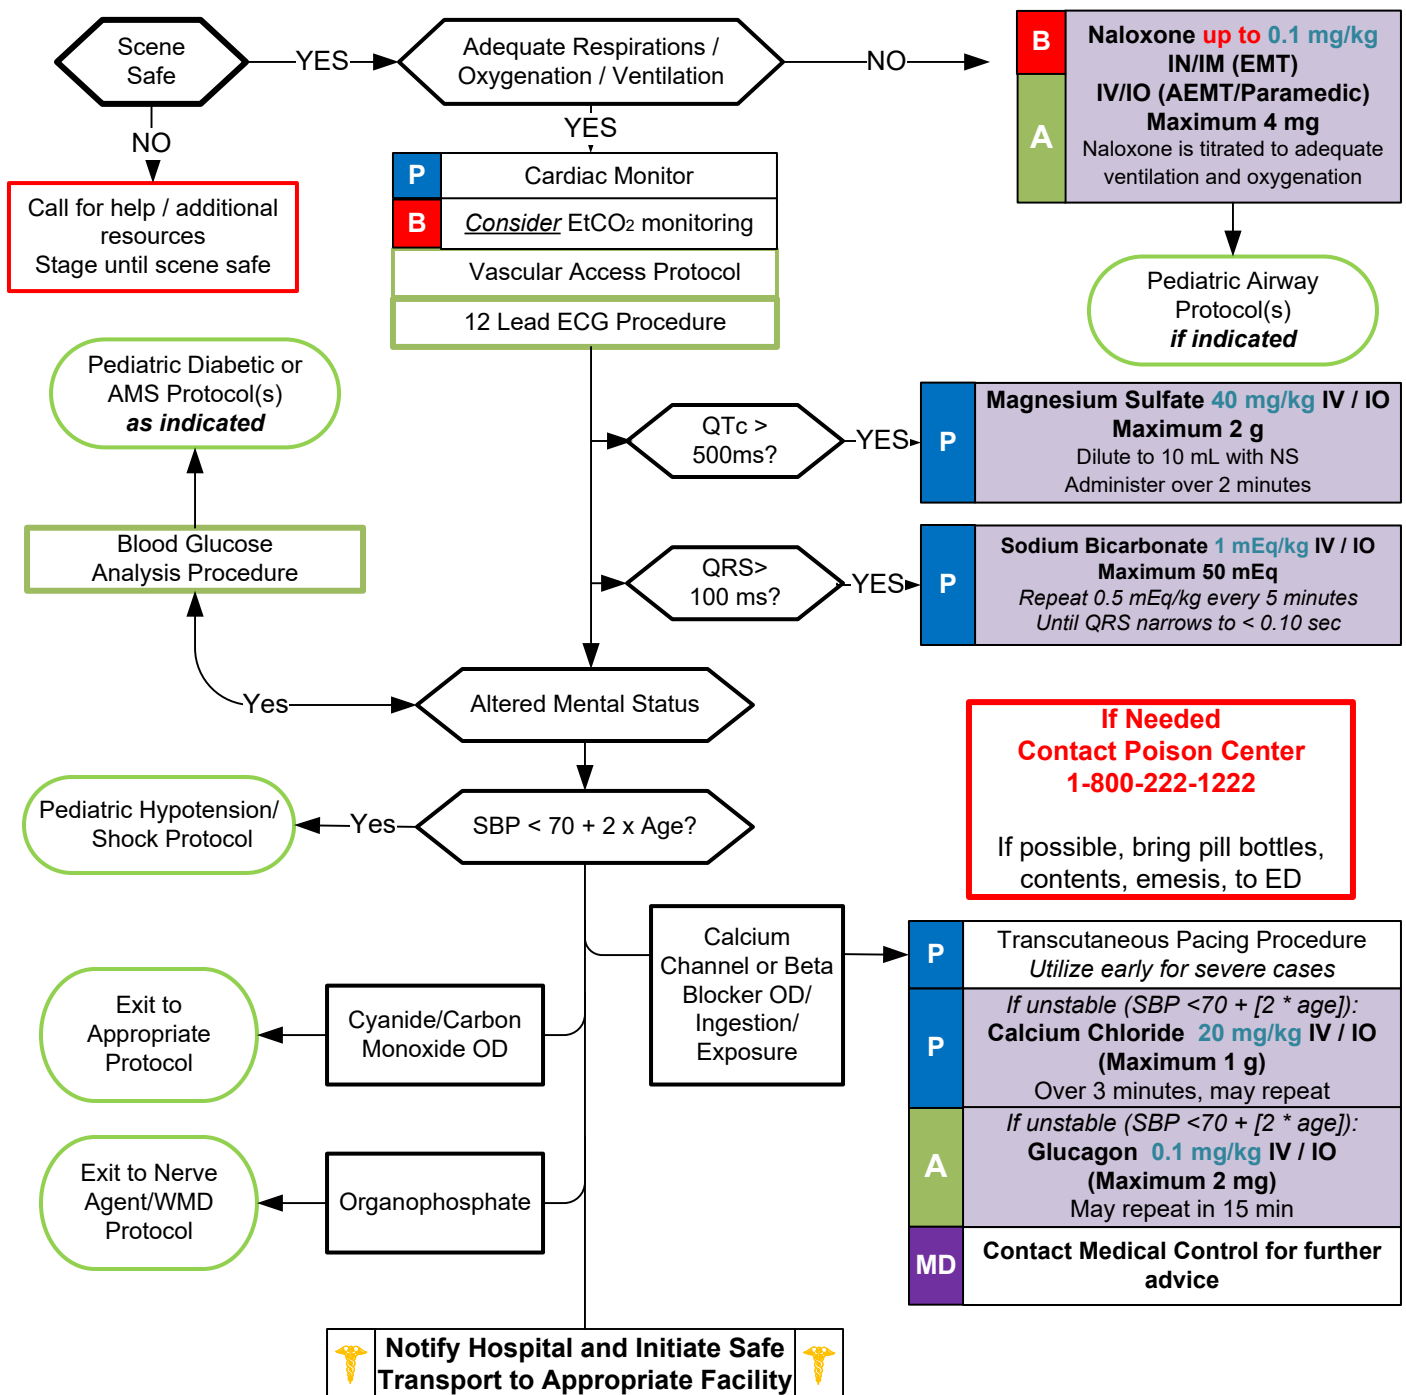 Scene
Safe
YES
Adequate Respirations /
Oxygenation / Ventilation
NO
B
A
Naloxone up to 0.1 mg/kg
IN/IM (EMT)
IV/IO (AEMT/Paramedic)
Maximum 4 mg
Naloxone is titrated to adequate
ventilation and oxygenation
NO
Call for help / additional
resources
Stage until scene safe
YES
P
Cardiac Monitor
B
Consider EtCO2 monitoring
Vascular Access Protocol
12 Lead ECG Procedure
Pediatric Airway
Protocol(s)
if indicated
Pediatric Diabetic or
AMS Protocol(s)
as indicated
QTc >
500ms?
YES
P
Magnesium Sulfate 40 mg/kg IV / IO
Maximum 2 g
Dilute to 10 mL with NS
Administer over 2 minutes
Blood Glucose
Analysis Procedure
QRS>
100 ms?
YES
P
Sodium Bicarbonate 1 mEq/kg IV / IO
Maximum 50 mEq
Repeat 0.5 mEq/kg every 5 minutes
Until QRS narrows to < 0.10 sec
Yes
Altered Mental Status
If Needed
Contact Poison Center
1-800-222-1222
If possible, bring pill bottles,
contents, emesis, to ED
Pediatric Hypotension/
Shock Protocol
Yes
SBP < 70 + 2 x Age?
Calcium
Channel or Beta
Blocker OD/
Ingestion/
Exposure
P
Transcutaneous Pacing Procedure
Utilize early for severe cases
P
If unstable (SBP <70 + [2 * age]):
Calcium Chloride 20 mg/kg IV / IO
(Maximum 1 g)
Over 3 minutes, may repeat
A
If unstable (SBP <70 + [2 * age]):
Glucagon 0.1 mg/kg IV / IO
(Maximum 2 mg)
May repeat in 15 min
MD
Contact Medical Control for further
advice
Exit to
Appropriate
Protocol
Cyanide/Carbon
Monoxide OD
Exit to Nerve
Agent/WMD
Protocol
Organophosphate
Notify Hospital and Initiate Safe
Transport to Appropriate Facility